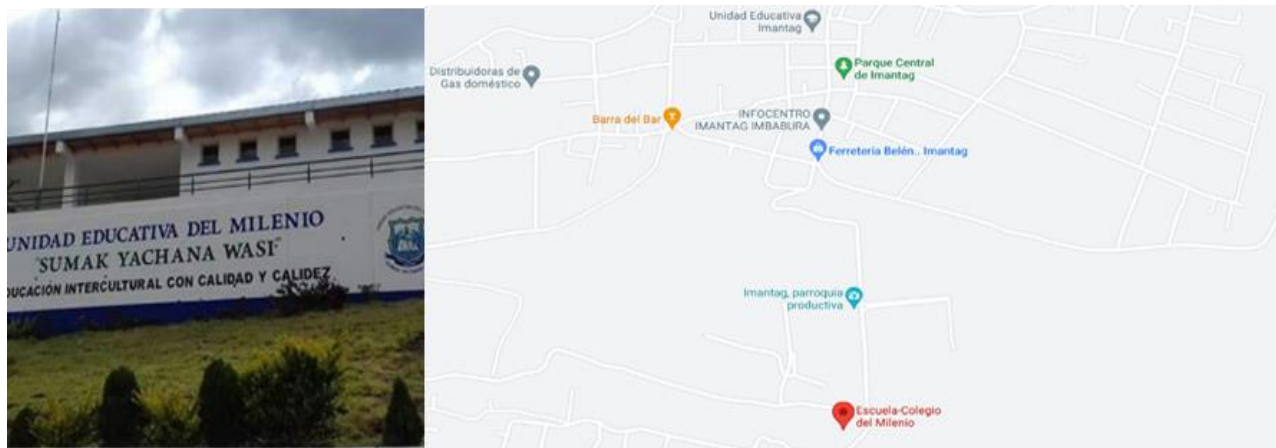 UNIDAD EDUCATIVA DEL MILENIO
"SUMAK YACHANA WASI"
EDUCACIÓN INTERCULTURAL CON CALIDAD Y CALIDEZ
Unidad Educativa
Imantag
Distribuidoras de
Gas doméstico
Parque Central
de Imantag
Barra del Bar
INFOCENTRO
IMANTAG IMBABURA
Ferreteria Belén.. Imantag
Imantag, parroquia
productiva
Escuela-Colegio
del Milenio